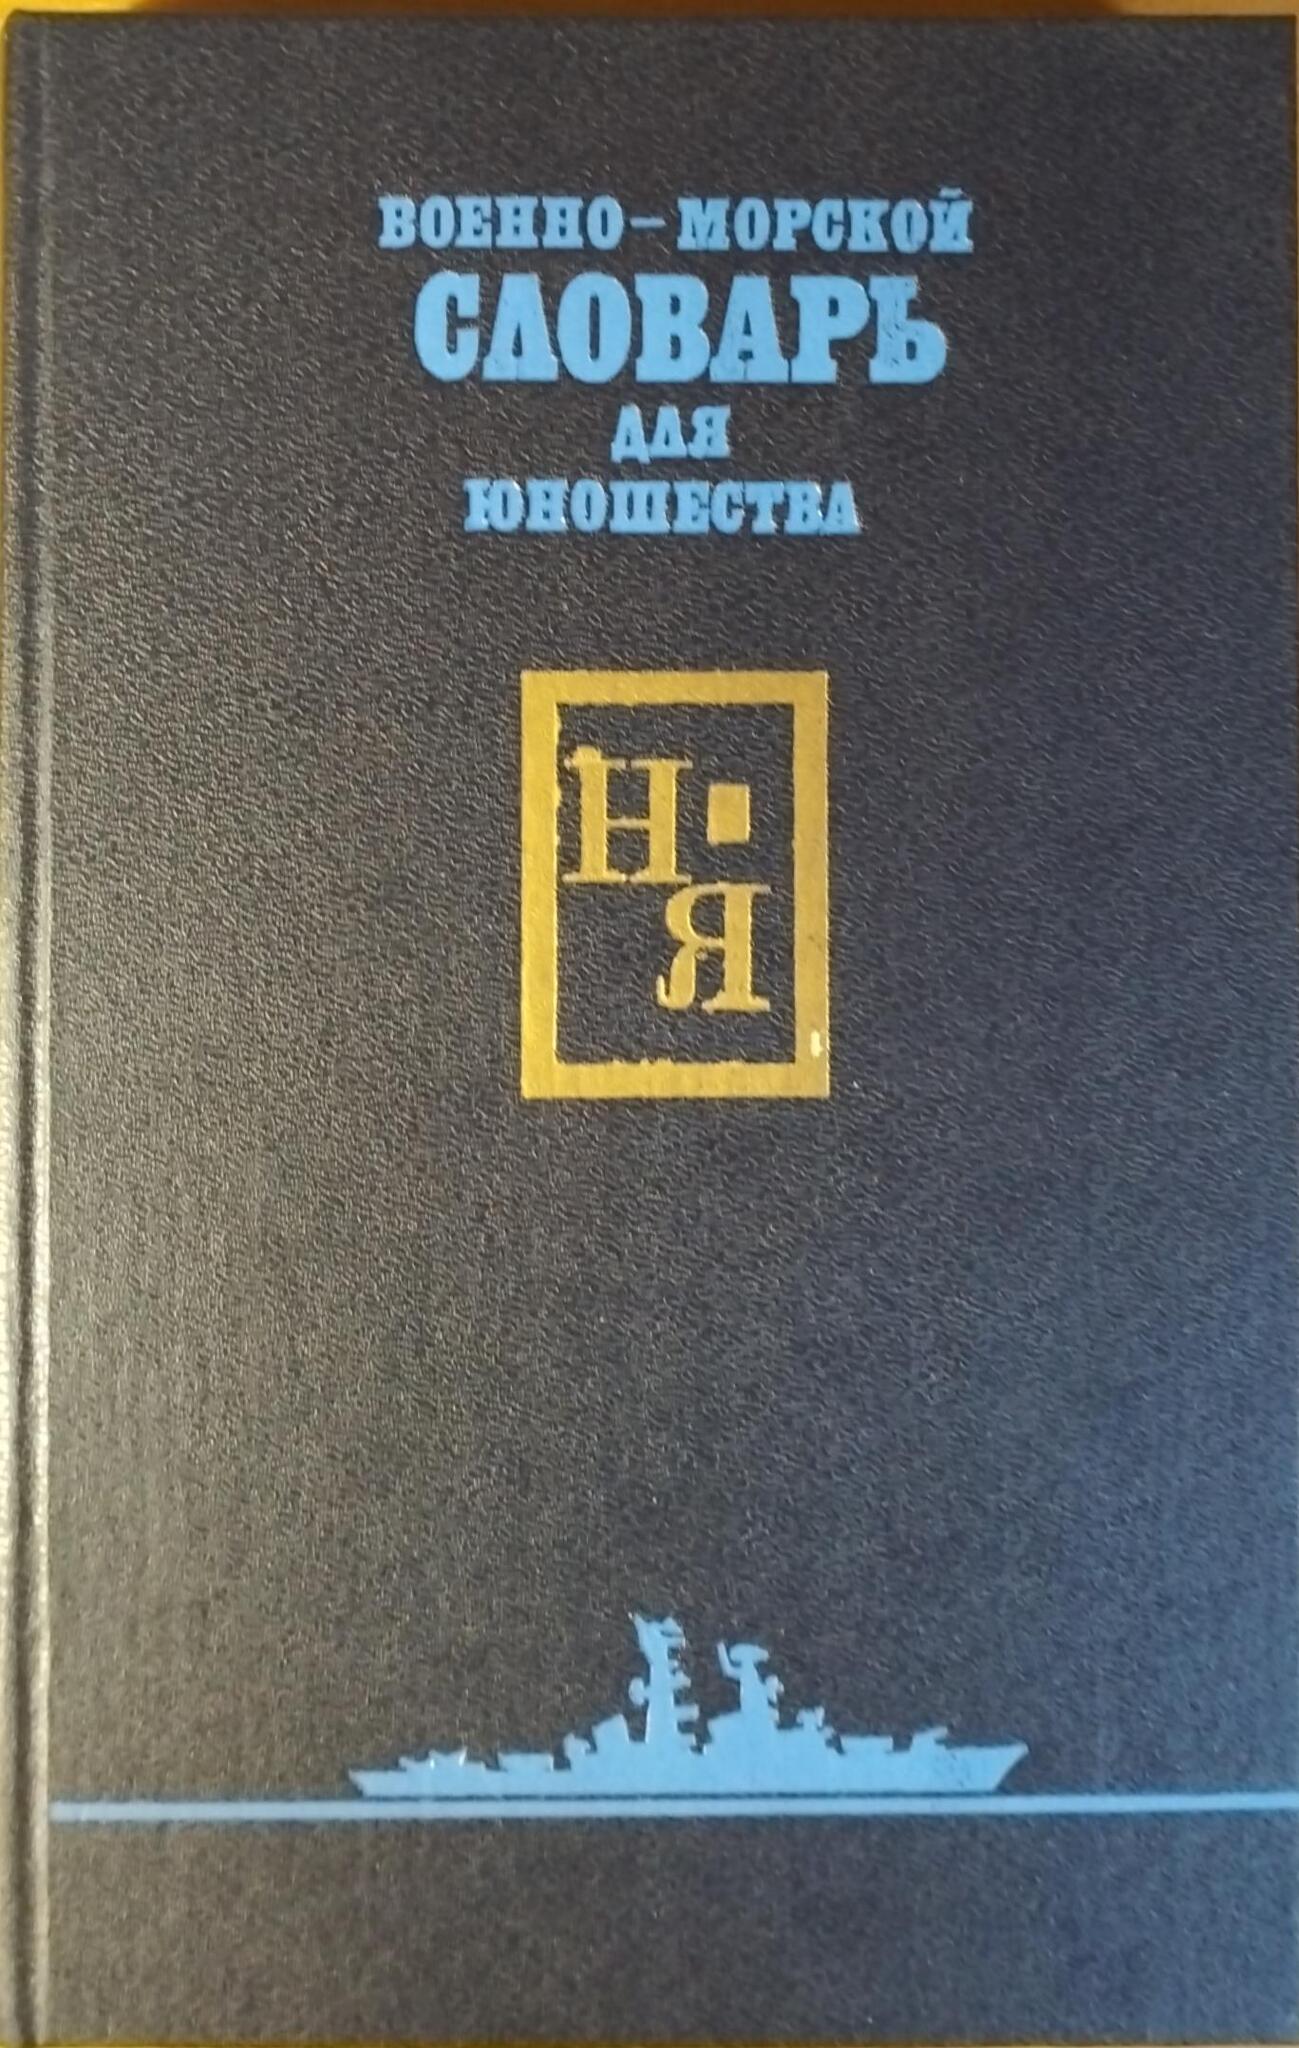 ВОЕННО-МОРСКОЙ
СЛОВАРЬ
ДЛЯ
ЮНОШЕСТВА
Н
Я